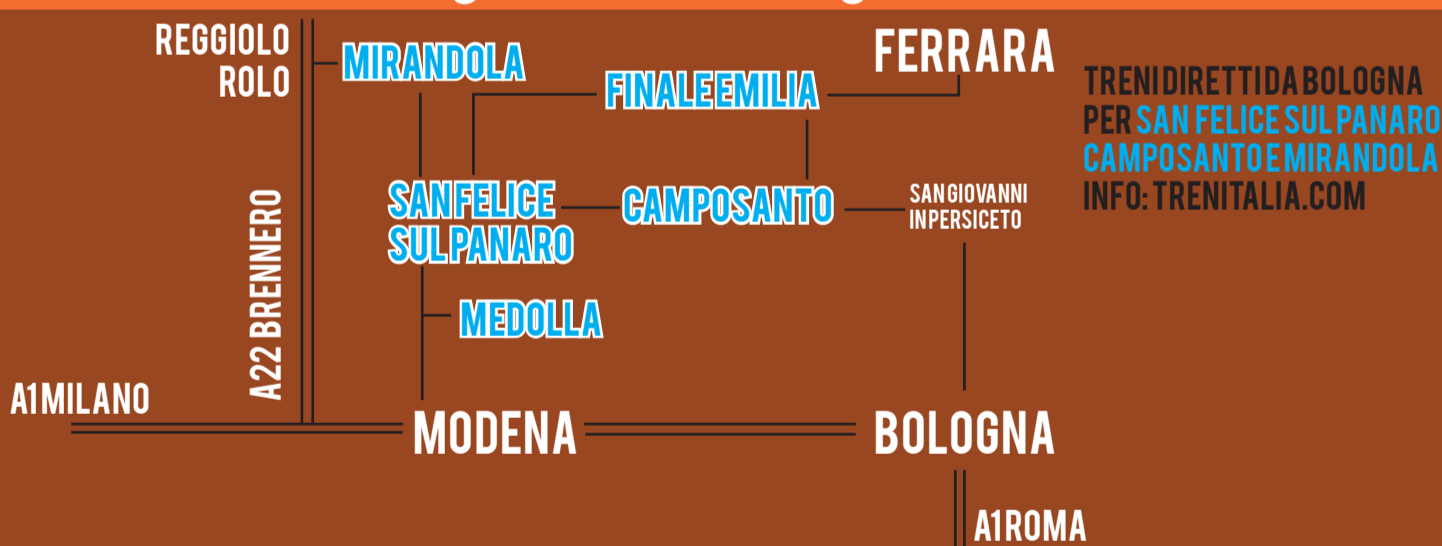 REGGIOLO
ROLO
MIRANDOLA
FINALE EMILIA
FERRARA
TRENI DIRETTI DA BOLOGNA
PER SAN FELICE SUL PANARO
CAMPOSANTO E MIRANDOLA
INFO: TRENITALIA.COM
SAN FELICE
SUL PANARO
CAMPOSANTO
SAN GIOVANNI
IN PERSICETO
A22 BRENNERO
MEDOLLA
A1 MILANO
MODENA
BOLOGNA
A1 ROMA